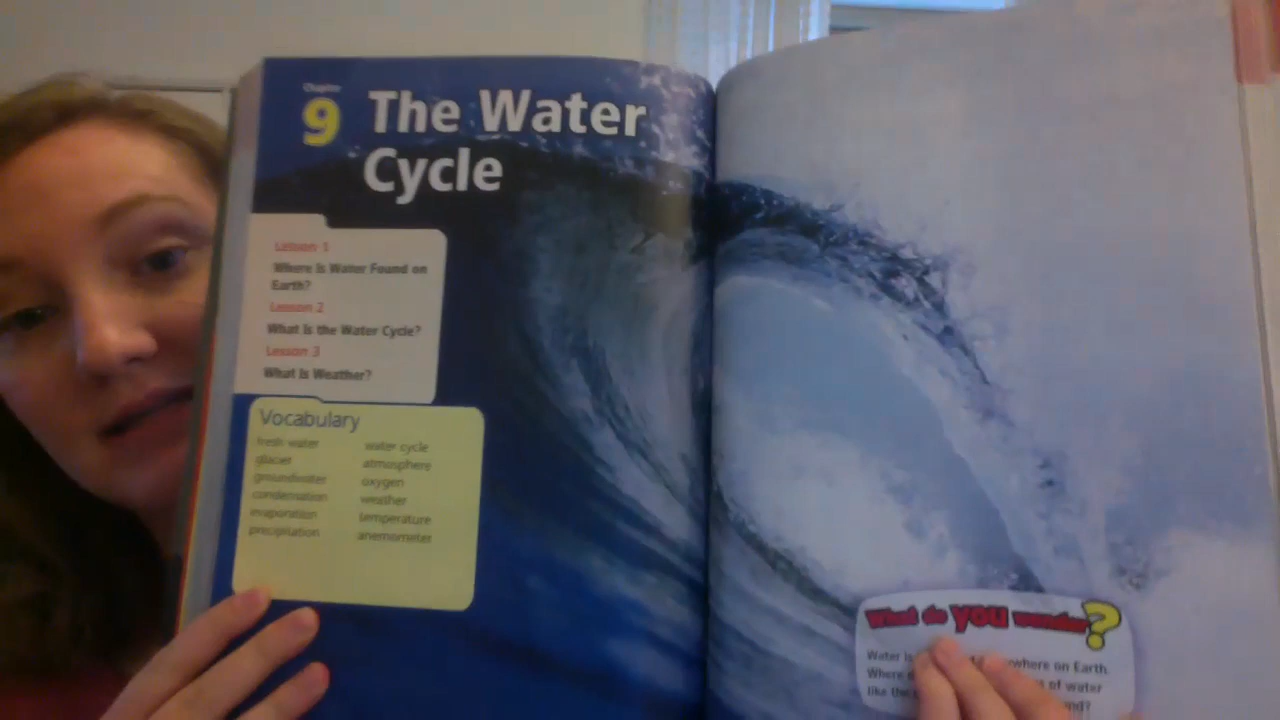 Chapter
9
The Water
Cycle
Lesson 1
Where Is Water Found on
Earth?
Lesson 2
What Is the Water Cycle?
Lesson 3
What Is Weather?
Vocabulary
fresh water
glacier
groundwater
condensation
evaporation
precipitation
water cycle
atmosphere
oxygen
weather
temperature
anemometer
What do you wonder?
Water is where on Earth.
Where of water
like the